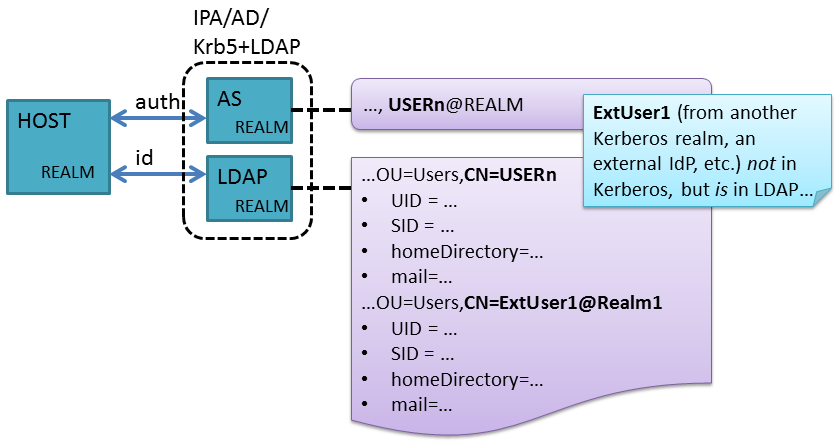 IPA/AD/
Krb5+LDAP
HOST
REALM
auth
id
AS
REALM
LDAP
REALM
..., USERn@REALM
ExtUser1 (from another
Kerberos realm, an
external IdP, etc.) not in
Kerberos, but is in LDAP...
...OU=Users,CN=USERn
• UID = ...
• SID = ...
• homeDirectory=...
• mail=...
...OU=Users,CN=ExtUser1@Realm1
• UID = ...
• SID = ...
• homeDirectory=...
• mail=...